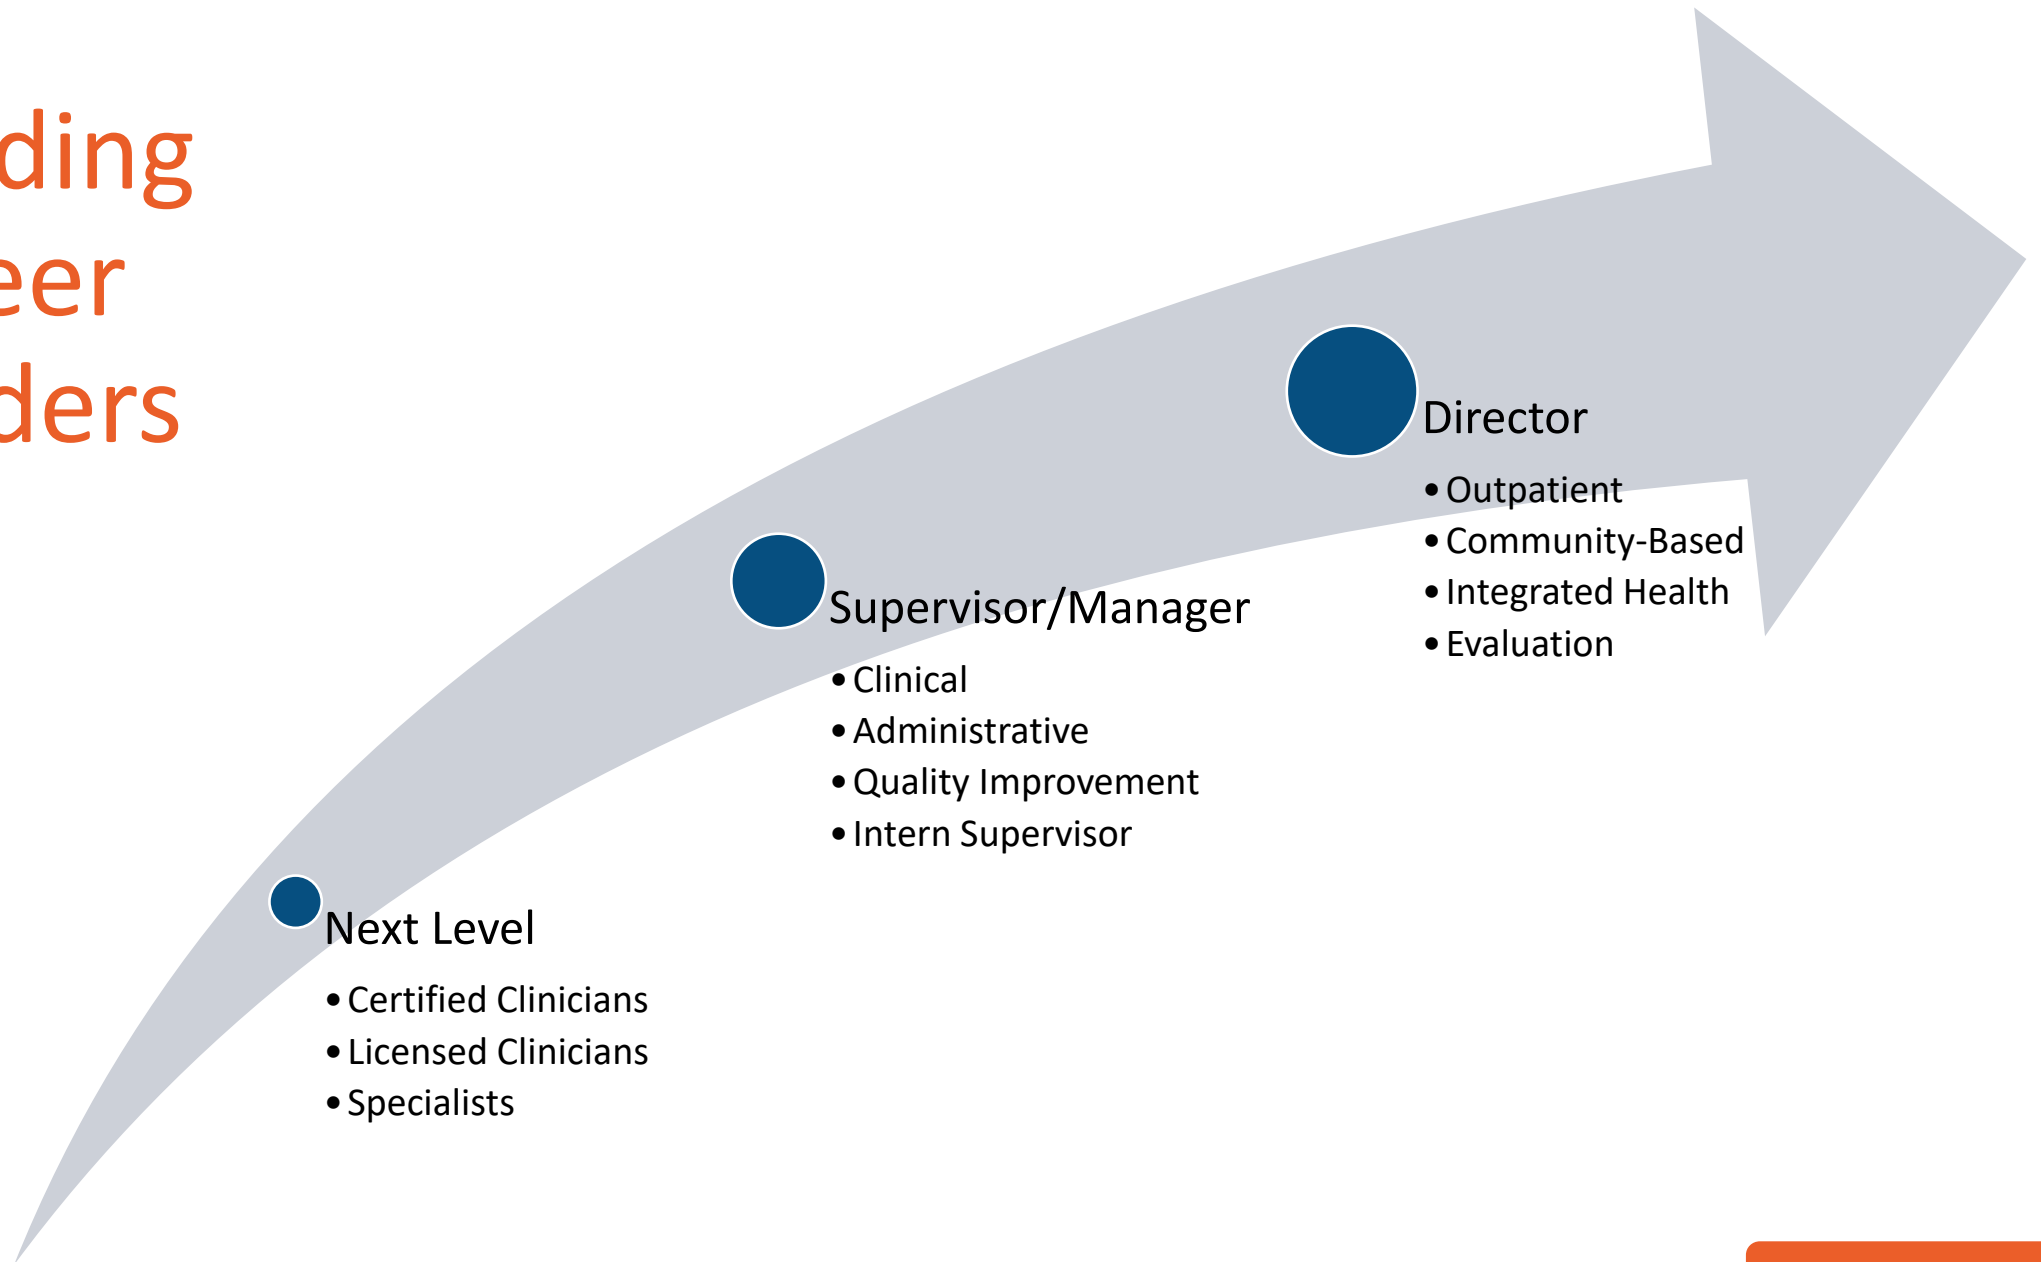 ding
eer
ders
Director
• Outpatient
• Community-Based
• Integrated Health
• Evaluation
Supervisor/Manager
• Clinical
• Administrative
• Quality Improvement
• Intern Supervisor
Next Level
• Certified Clinicians
• Licensed Clinicians
• Specialists